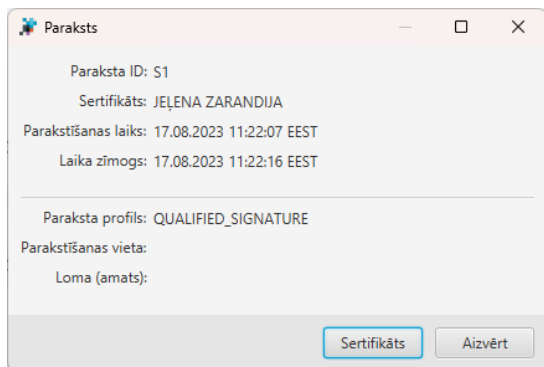 Paraksts
Paraksta ID: S1
Sertifikāts: JEĻENA ZARANDIJA
Parakstīšanas laiks: 17.08.2023 11:22:07 EEST
Laika zīmogs: 17.08.2023 11:22:16 EEST
Paraksta profils: QUALIFIED_SIGNATURE
Parakstīšanas vieta:
Loma (amats):
Sertifikāts Aizvērt